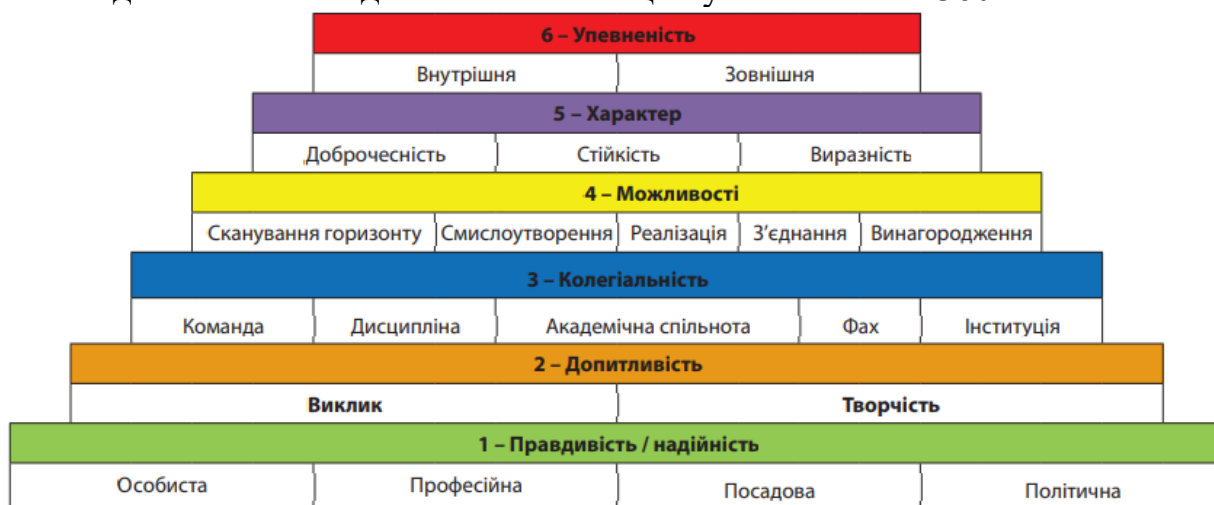 6 – Упевненість
Внутрішня Зовнішня
5 – Характер
Доброчесність Стійкість Виразність
4 – Можливості
Сканування горизонту Смислоутворення Реалізація З’єднання Винагородження
3 – Колегіальність
Команда Дисципліна Академічна спільнота Фах Інституція
2 – Допитливість
Виклик Творчість
1 – Правдивість / надійність
Особиста Професійна Посадова Політична